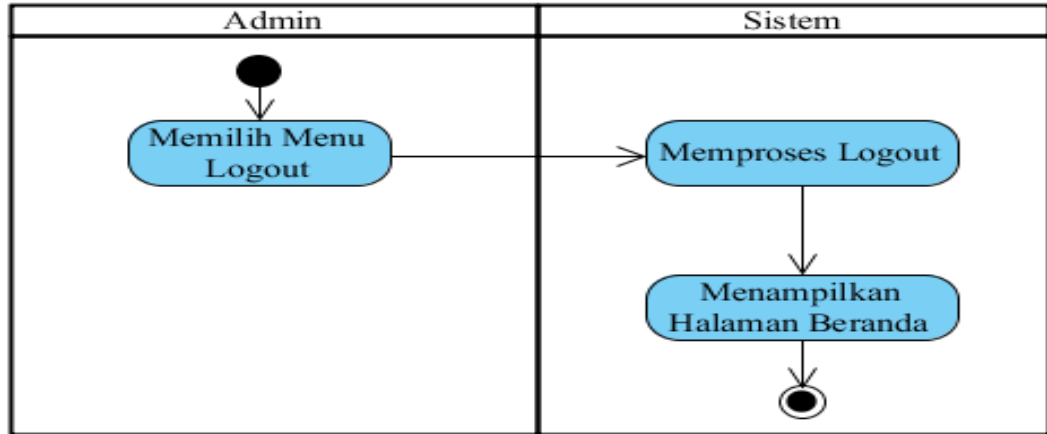 Admin
Sistem
Memilih Menu
Logout
Memproses Logout
Menampilkan
Halaman Beranda